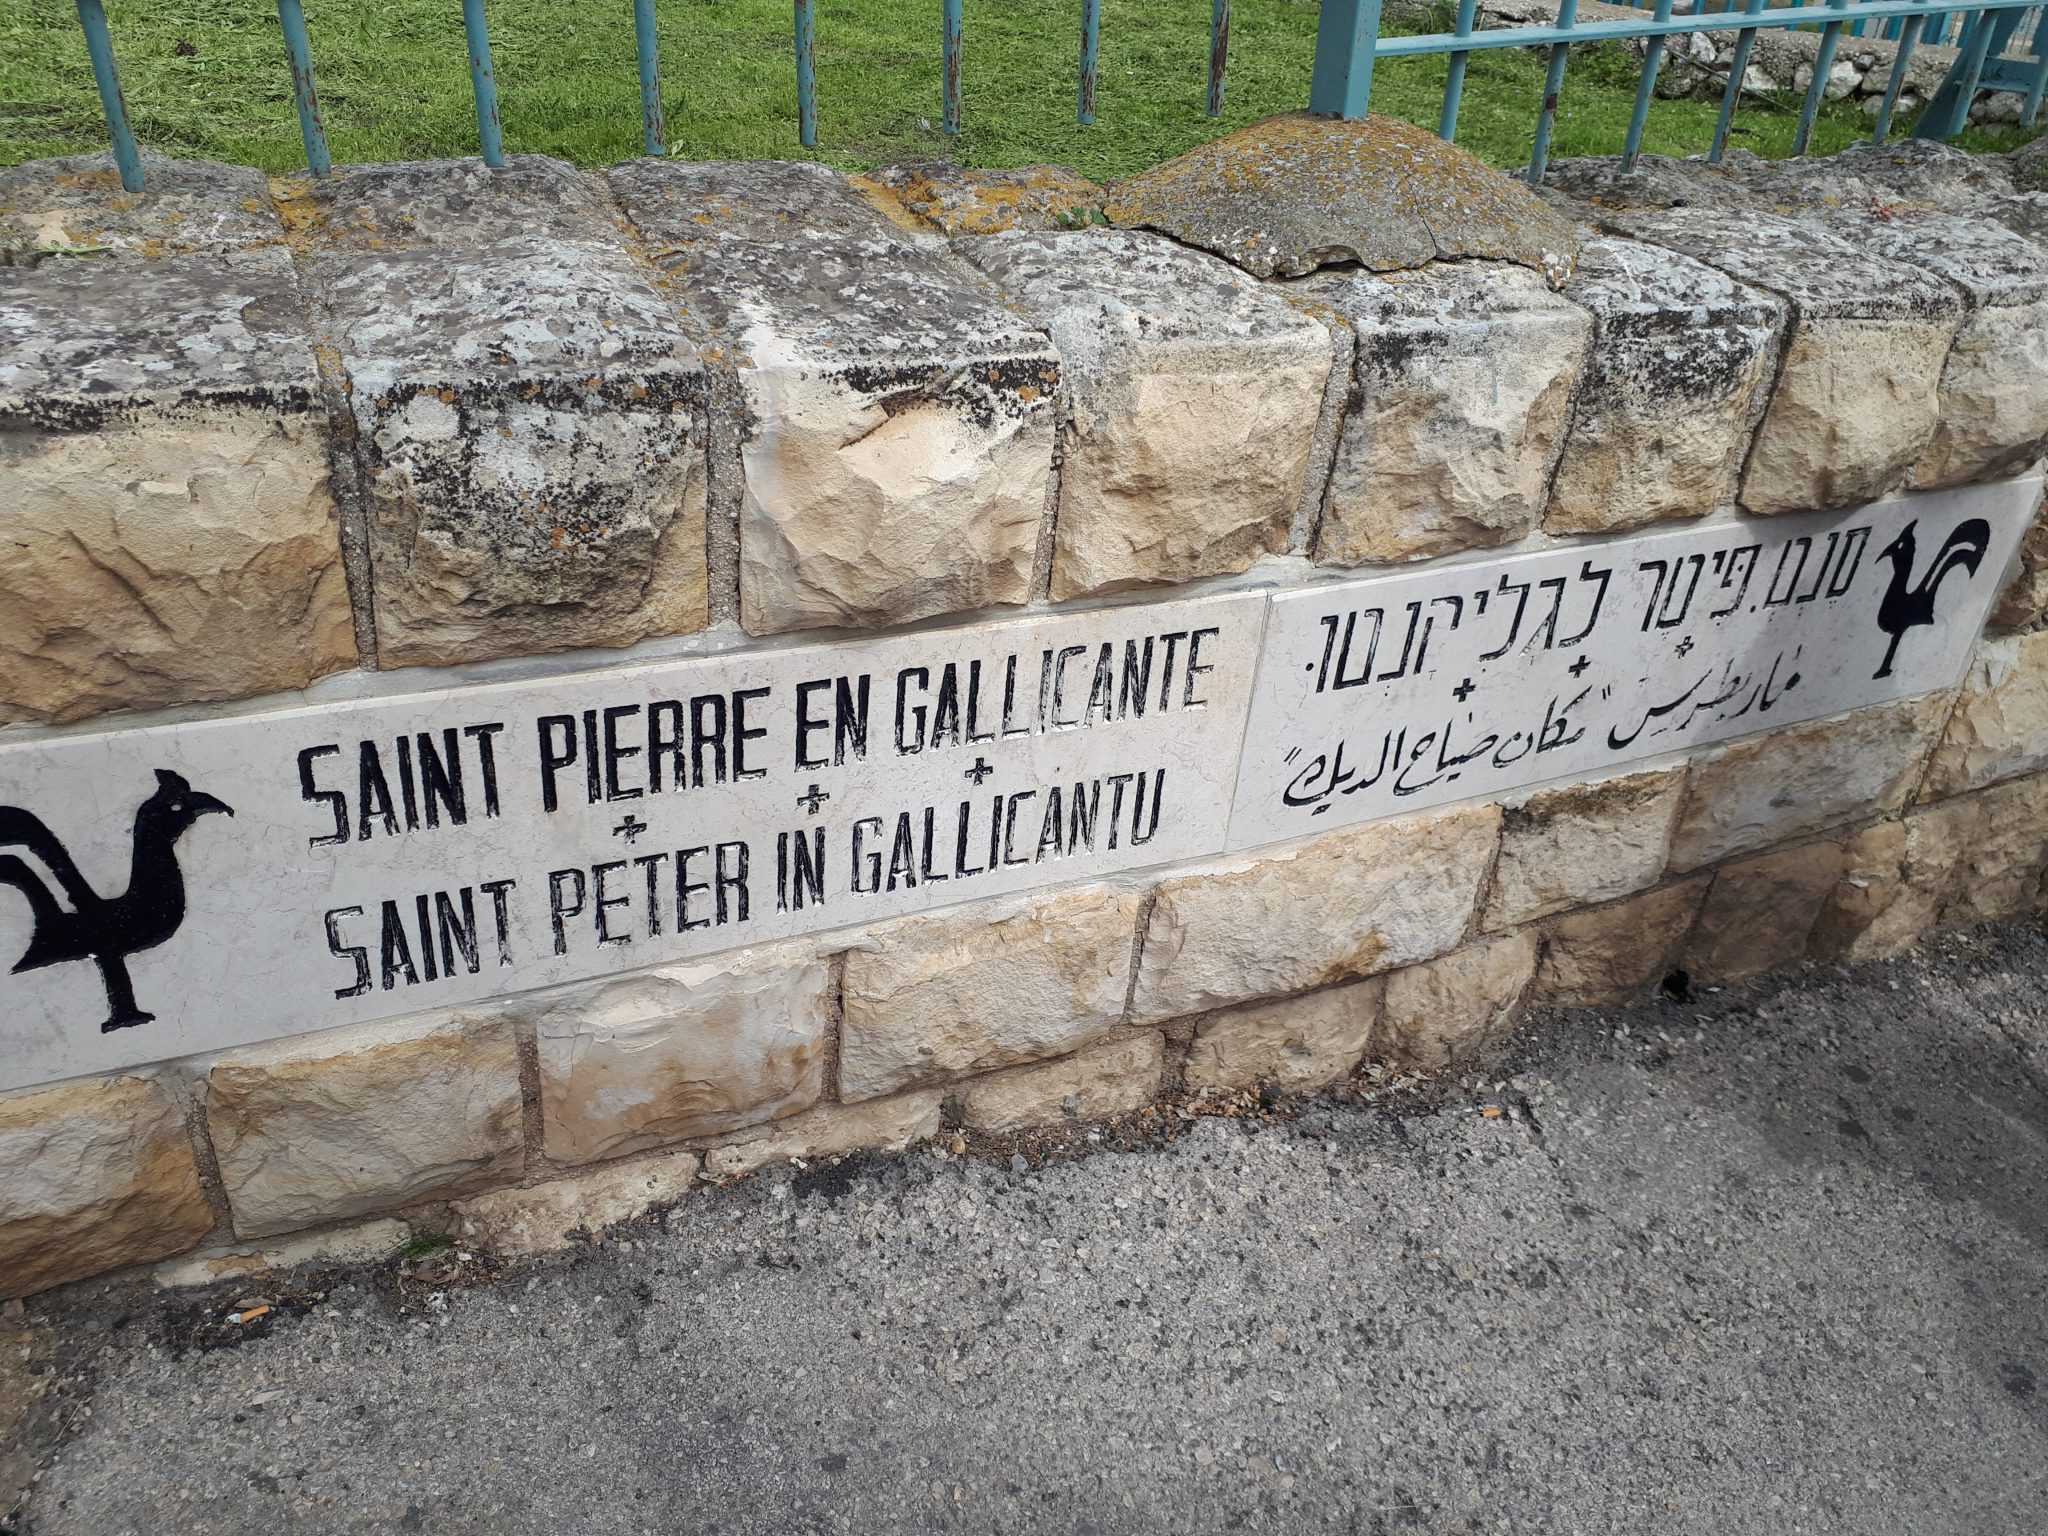 SAINT PIERRE EN GALLICANTE
SAINT PETER IN GALLICANTU
סנט. פיטר לגליקנטו
مار بطرس "مكان صياح الديك"